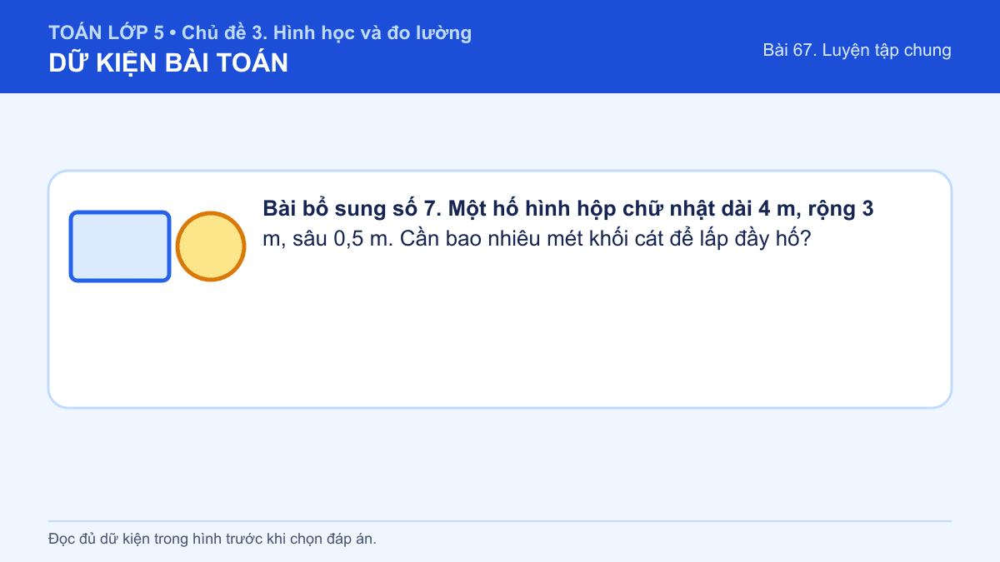 TOÁN LỚP 5 • Chủ đề 3. Hình học và đo lường
DỮ KIỆN BÀI TOÁN
Bài 67. Luyện tập chung
Bài bổ sung số 7. Một hố hình hộp chữ nhật dài 4 m, rộng 3
m, sâu 0,5 m. Cần bao nhiêu mét khối cát để lấp đầy hố?
Đọc đủ dữ kiện trong hình trước khi chọn đáp án.